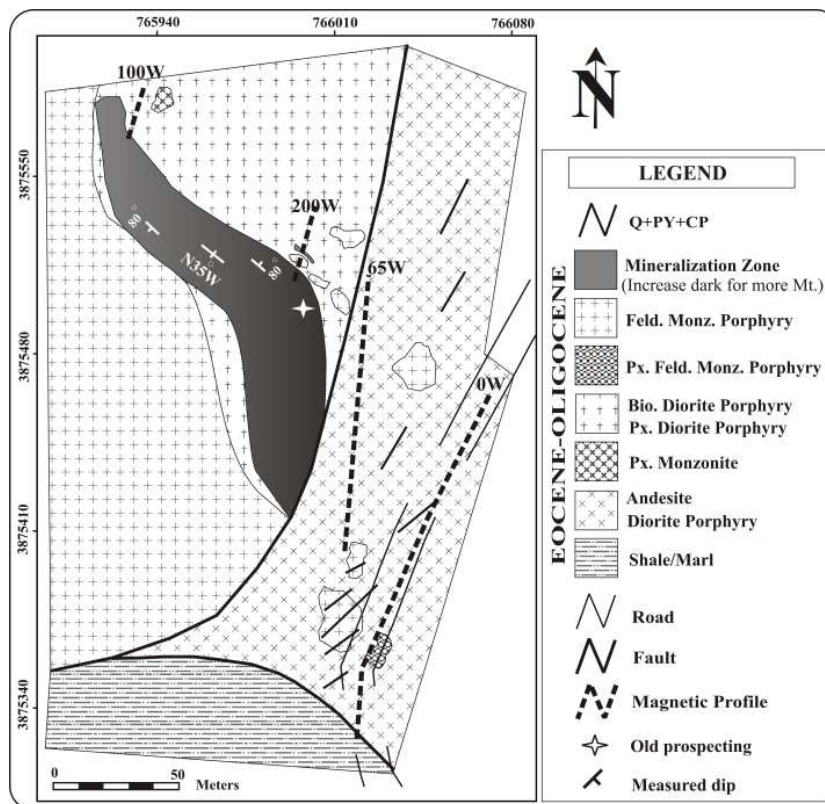 765940 766010 766080
100W
3875550
80°
200W
N35W
80°
65W
3875480
0W
3875410
3875340
0 50 Meters
N
LEGEND
EOCENE-OLIGOCENE
Q+PY+CP
Mineralization Zone
(Increase dark for more Mt.)
Feld. Monz. Porphyry
Px. Feld. Monz. Porphyry
Bio. Diorite Porphyry
Px. Diorite Porphyry
Px. Monzonite
Andesite
Diorite Porphyry
Shale/Marl
Road
Fault
Magnetic Profile
Old prospecting
Measured dip